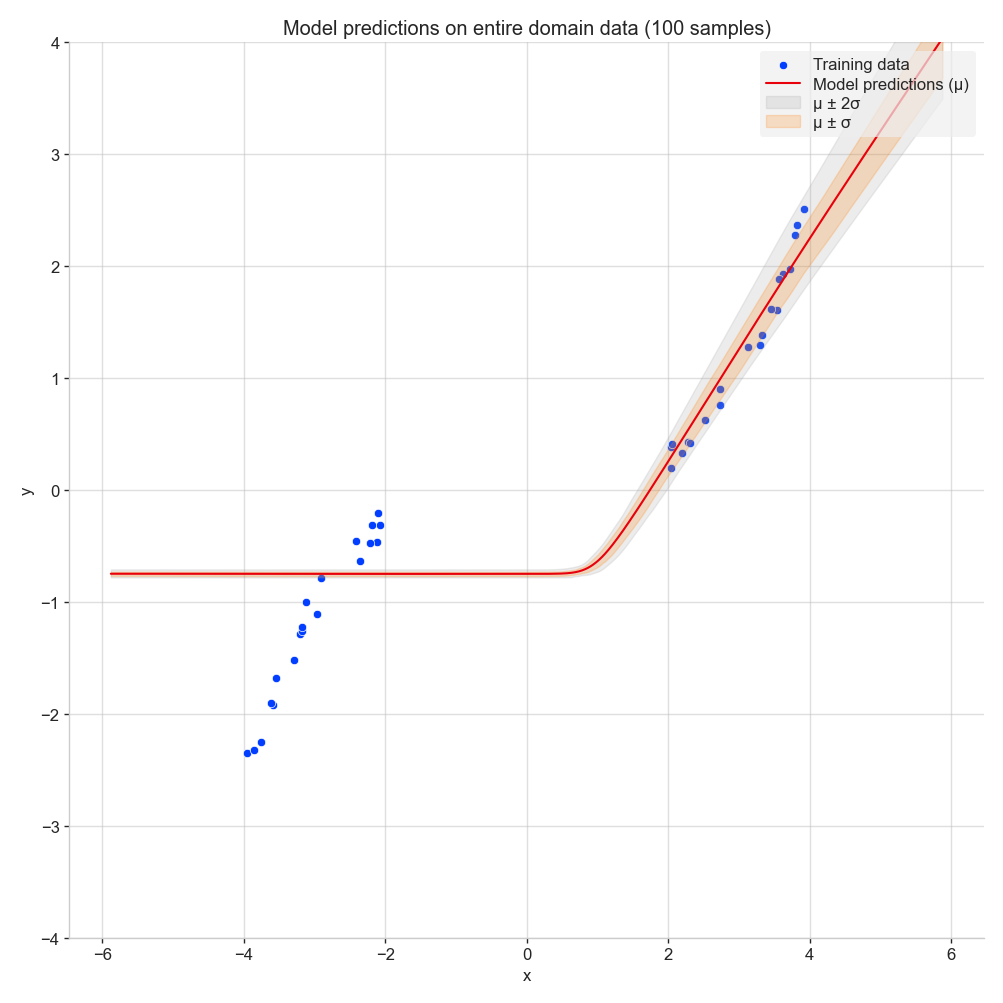 Model predictions on entire domain data (100 samples)
Training data
Model predictions (μ)
μ ± 2σ
μ ± σ
4
3
2
1
0
−1
−2
−3
−4
y
−6 −4 −2 0 2 4 6
x